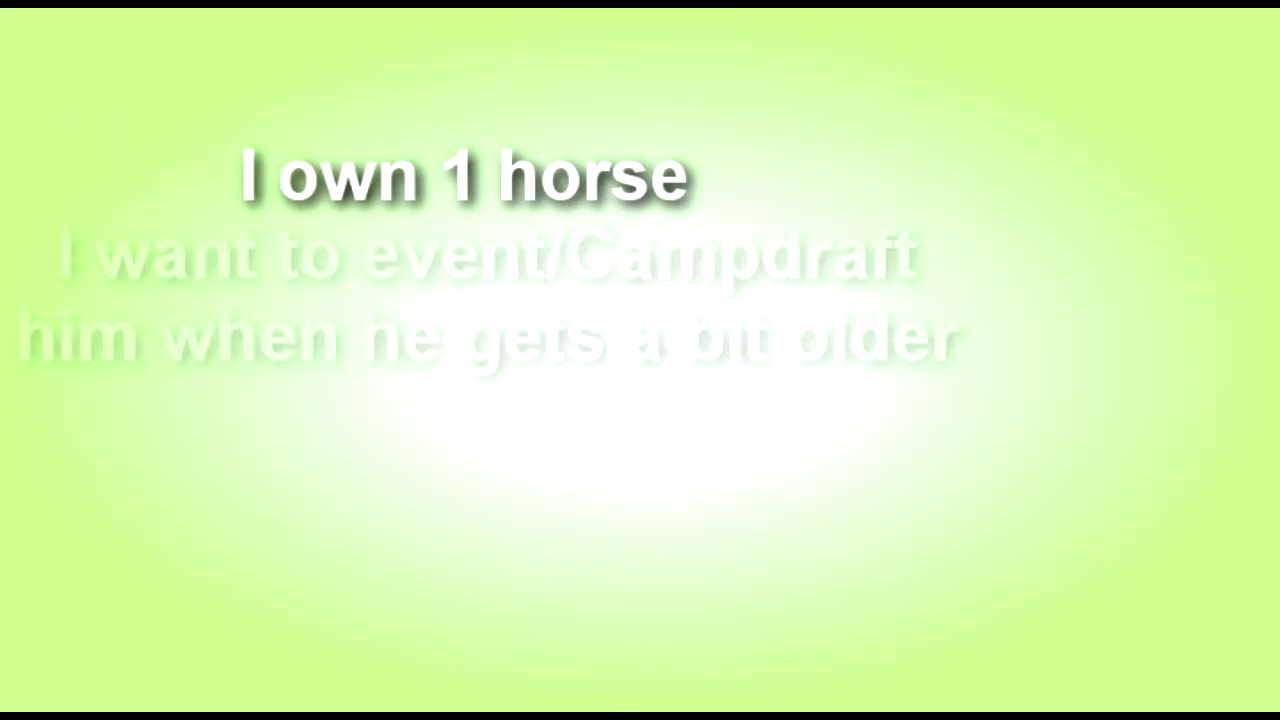 I own 1 horse
I want to event/Campdraft
him when he gets a bit older